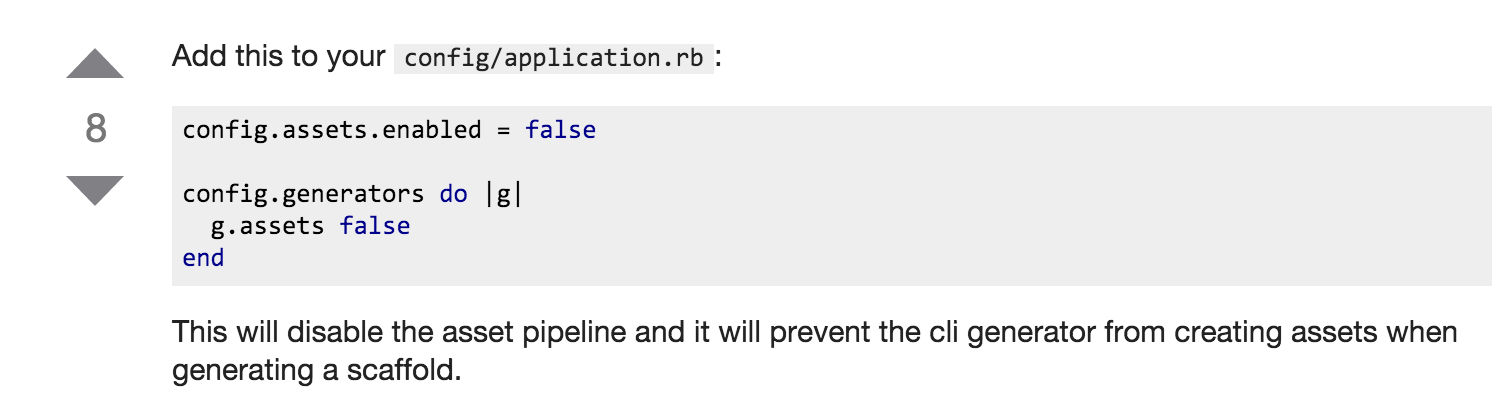 Add this to your config/application.rb:
8
config.assets.enabled = false
config.generators do |g|
  g.assets false
end
This will disable the asset pipeline and it will prevent the cli generator from creating assets when
generating a scaffold.